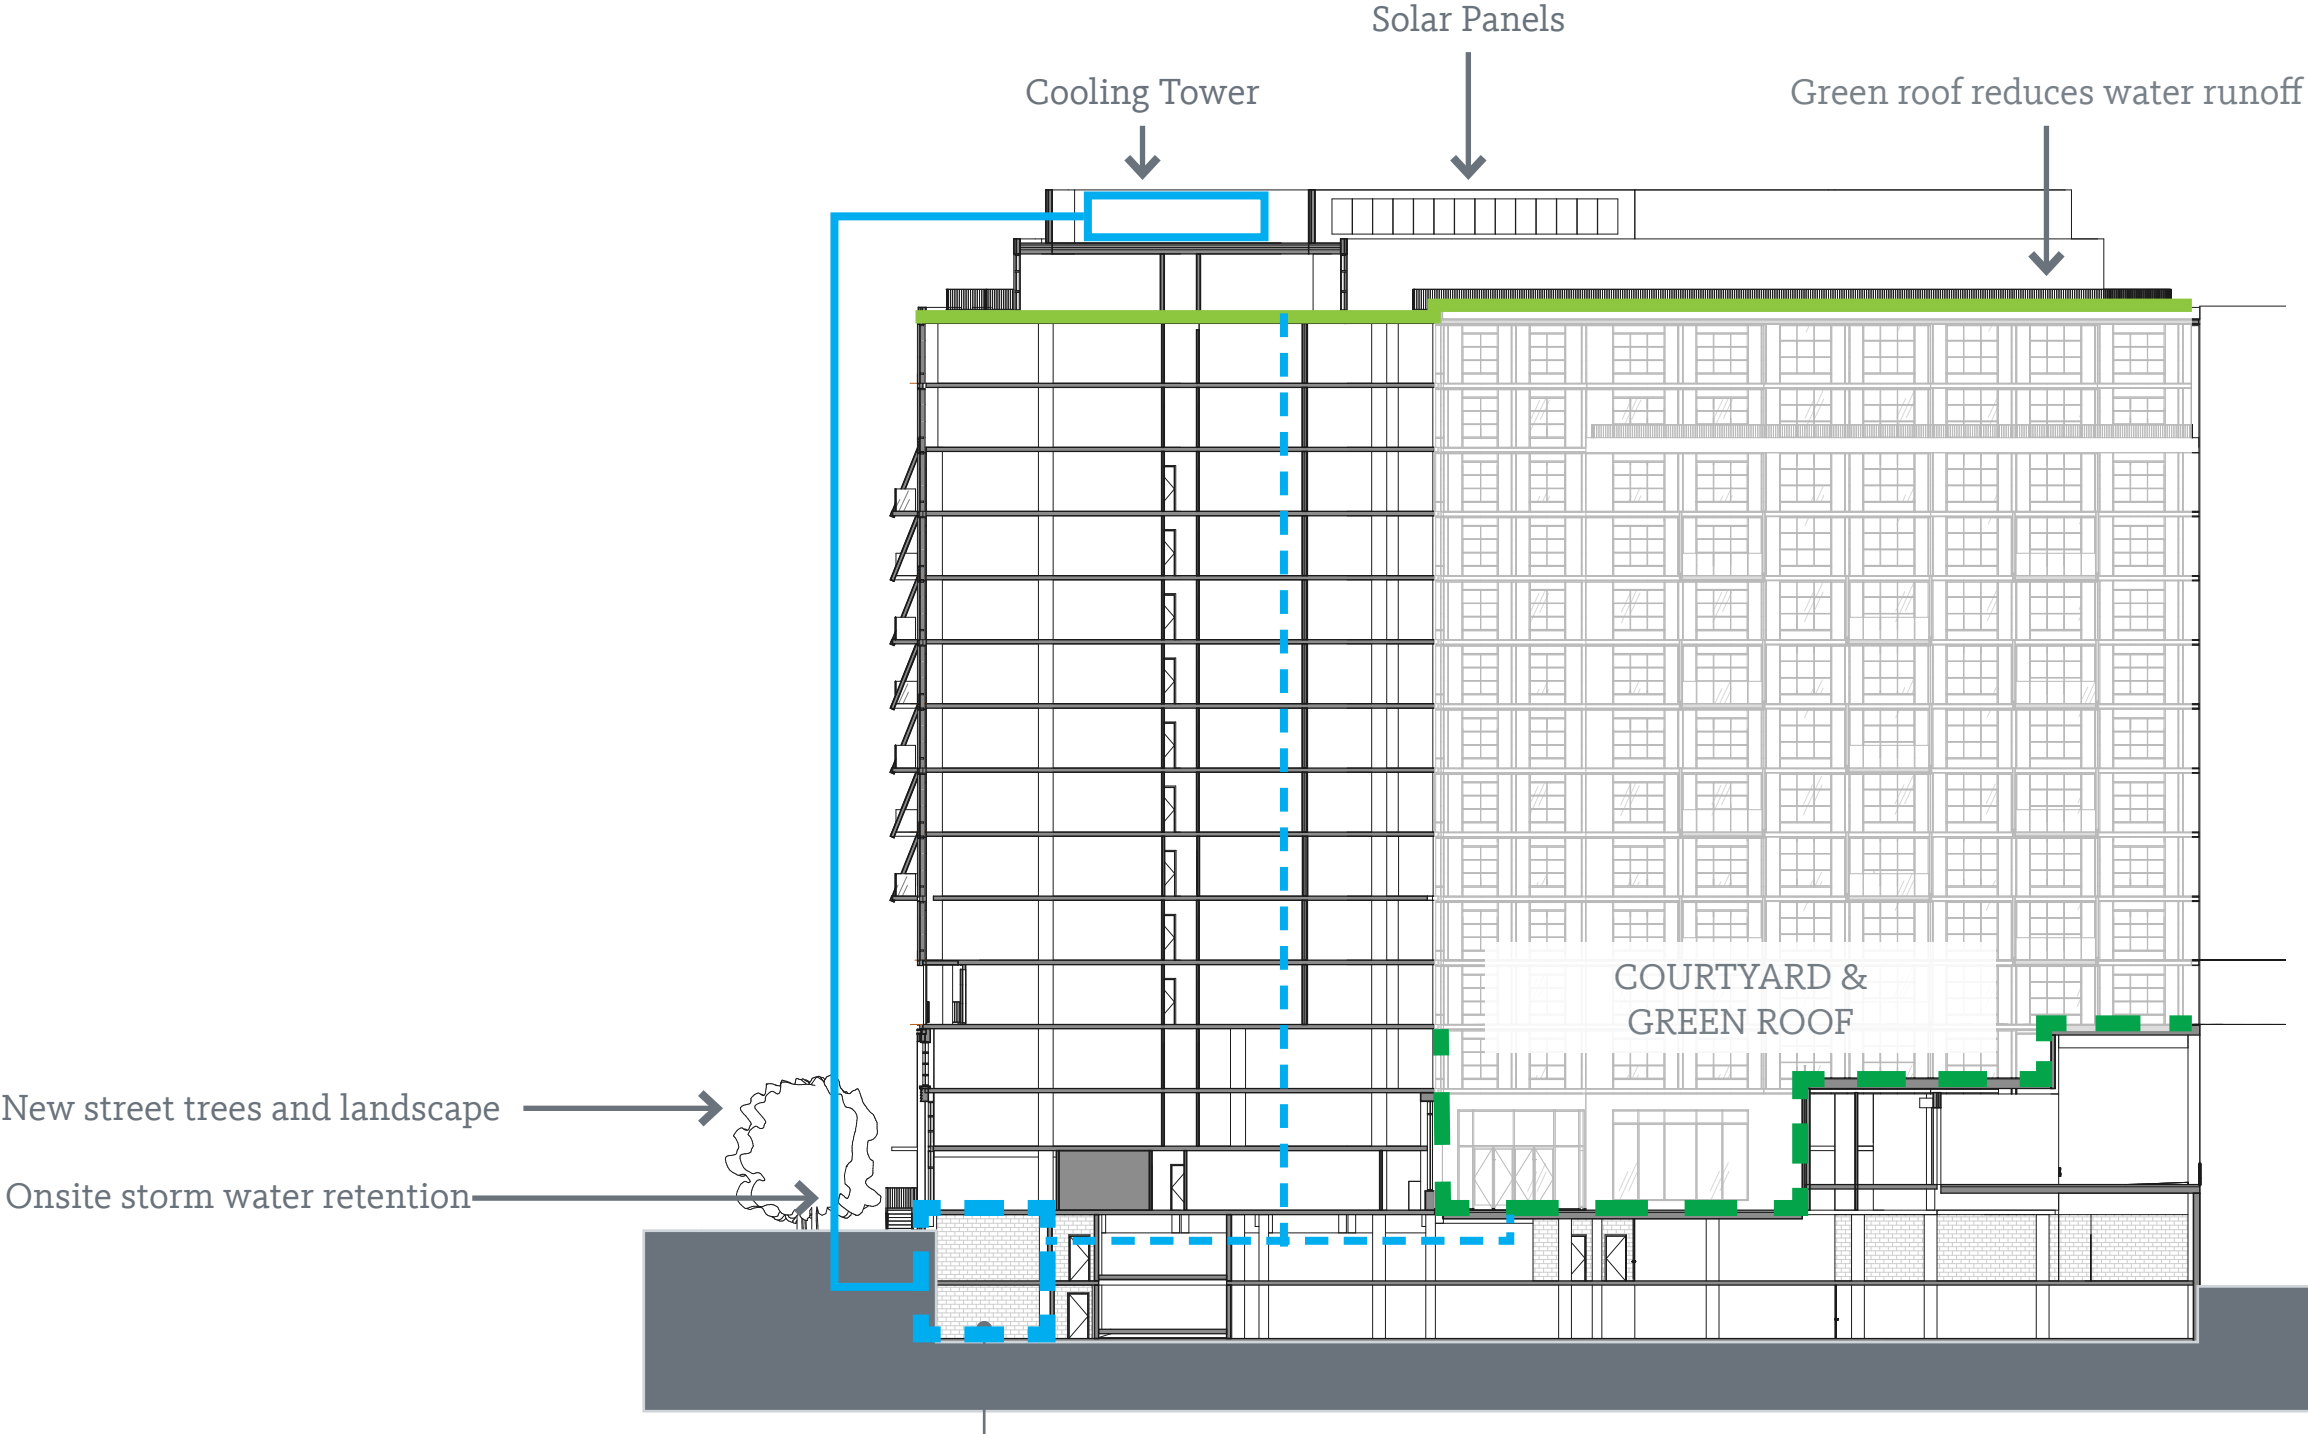 Solar Panels
Cooling Tower
Green roof reduces water runoff
COURTYARD &
GREEN ROOF
New street trees and landscape
Onsite storm water retention